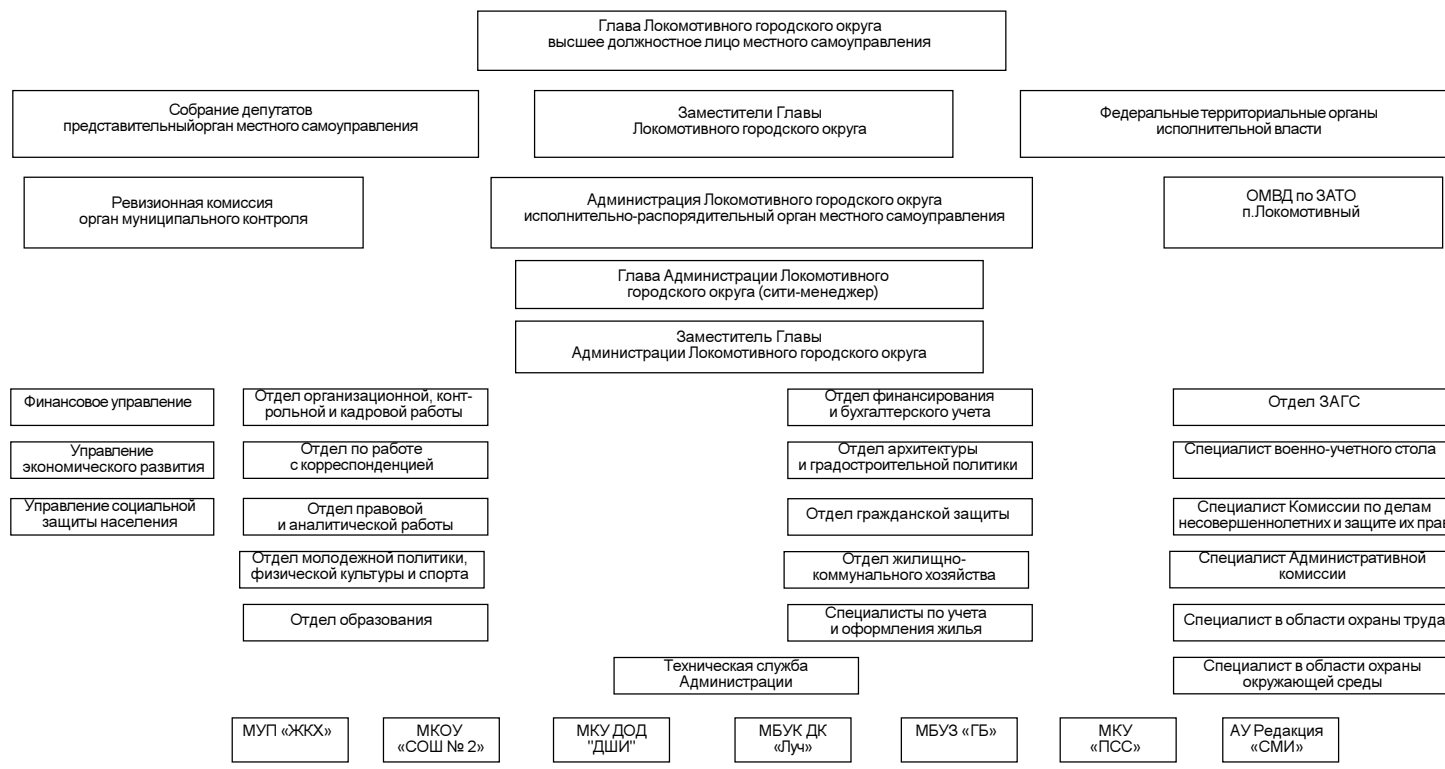 Глава Локомотивного городского округа
высшее должностное лицо местного самоуправления
Собрание депутатов
представительныйорган местного самоуправления
Заместители Главы
Локомотивного городского округа
Федеральные территориальные органы
исполнительной власти
Ревизионная комиссия
орган муниципального контроля
Администрация Локомотивного городского округа
исполнительно-распорядительный орган местного самоуправления
ОМВД по ЗАТО
п.Локомотивный
Глава Администрации Локомотивного
городского округа (сити-менеджер)
Заместитель Главы
Администрации Локомотивного городского округа
Финансовое управление
Отдел организационной, конт-
рольной и кадровой работы
Отдел финансирования
и бухгалтерского учета
Отдел ЗАГС
Управление
экономического развития
Отдел по работе
с корреспонденцией
Отдел архитектуры
и градостроительной политики
Специалист военно-учетного стола
Управление социальной
защиты населения
Отдел правовой
и аналитической работы
Отдел гражданской защиты
Специалист Комиссии по делам
несовершеннолетних и защите их прав
Отдел молодежной политики,
физической культуры и спорта
Отдел жилищно-
коммунального хозяйства
Специалист Административной
комиссии
Отдел образования
Специалисты по учета
и оформления жилья
Специалист в области охраны труда
Техническая служба
Администрации
Специалист в области охраны
окружающей среды
МУП «ЖКХ»
МКОУ
«СОШ № 2»
МКУ ДОД
"ДШИ"
МБУК ДК
«Луч»
МБУЗ «ГБ»
МКУ
«ПСС»
АУ Редакция
«СМИ»